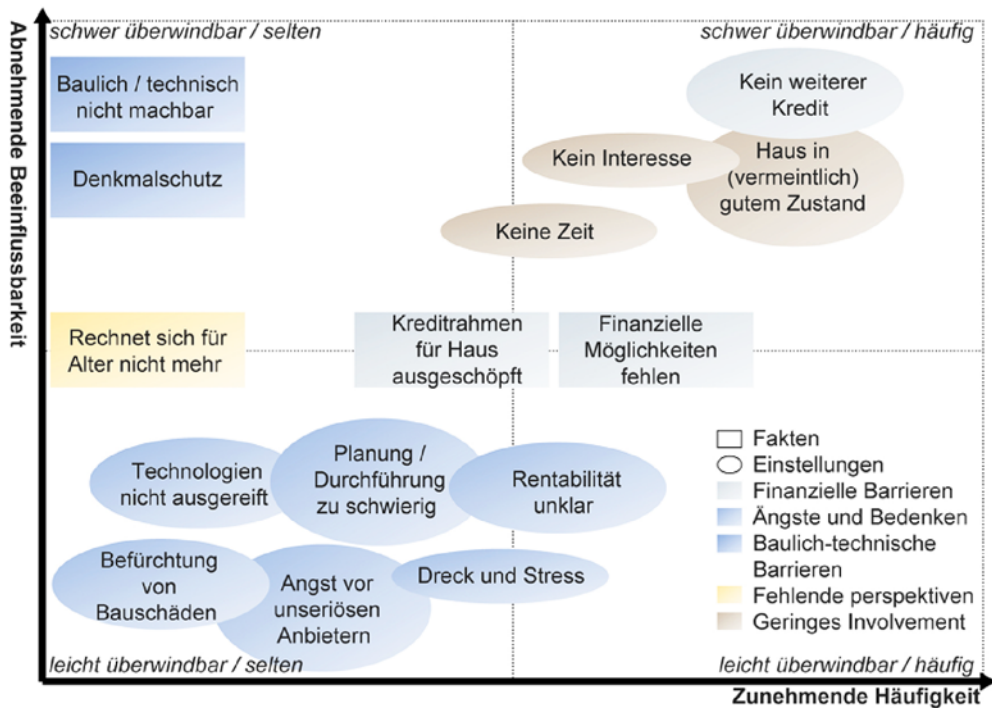 Abnehmende Beeinflussbarkeit
schwer überwindbar / selten
schwer überwindbar / häufig
Baulich / technisch
nicht machbar
Denkmalschutz
Kein weiterer
Kredit
Kein Interesse
Haus in
(vermeintlich)
gutem Zustand
Keine Zeit
Rechnet sich für
Alter nicht mehr
Kreditrahmen
für Haus
ausgeschöpft
Finanzielle
Möglichkeiten
fehlen
Technologien
nicht ausgereift
Planung /
Durchführung
zu schwierig
Rentabilität
unklar
Befürchtung
von
Bauschäden
Angst vor
unseriösen
Anbietern
Dreck und Stress
Fakten
Einstellungen
Finanzielle Barrieren
Ängste und Bedenken
Baulich-technische
Barrieren
Fehlende perspektiven
Geringes Involvement
leicht überwindbar / selten
leicht überwindbar / häufig
Zunehmende Häufigkeit